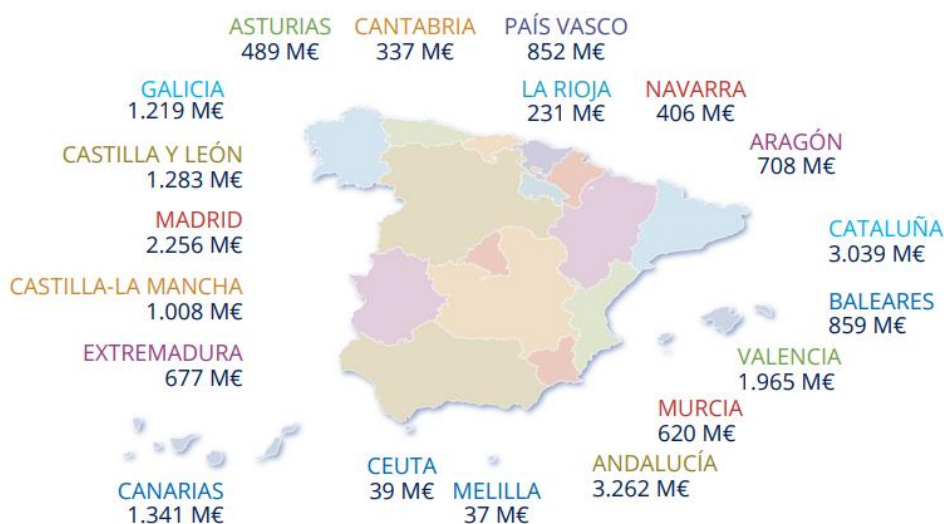 ASTURIAS
489 M€
CANTABRIA
337 M€
PAÍS VASCO
852 M€
GALICIA
1.219 M€
LA RIOJA
231 M€
NAVARRA
406 M€
ARAGÓN
708 M€
CASTILLA Y LEÓN
1.283 M€
MADRID
2.256 M€
CATALUÑA
3.039 M€
CASTILLA-LA MANCHA
1.008 M€
BALEARES
859 M€
EXTREMADURA
677 M€
VALENCIA
1.965 M€
MURCIA
620 M€
ANDALUCÍA
3.262 M€
CEUTA
39 M€
MELILLA
37 M€
CANARIAS
1.341 M€